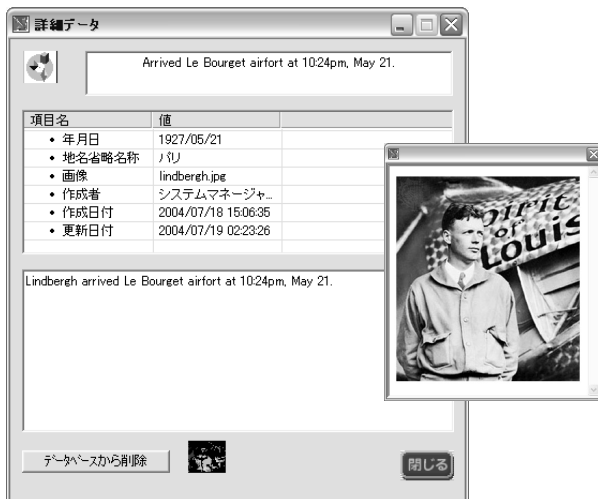 詳細データ
Arrived Le Bourget airfort at 10:24pm, May 21.
項目名 値
・ 年月日 1927/05/21
・ 地名省略名称 パリ
・ 画像 lindbergh.jpg
・ 作成者 システムマネージャ...
・ 作成日付 2004/07/18 15:06:35
・ 更新日付 2004/07/19 02:23:26
Lindbergh arrived Le Bourget airfort at 10:24pm, May 21.
データベースから削除
閉じる
Spirit
of
Louis